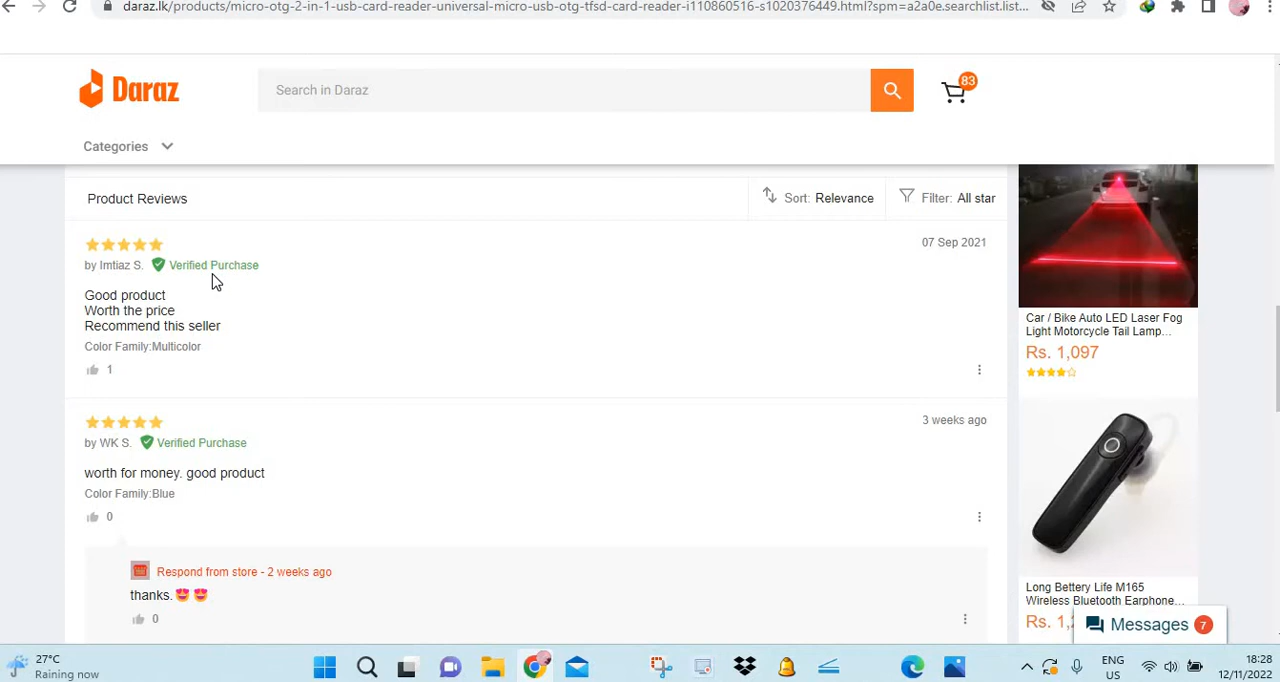 daraz.lk/products/micro-otg-2-in-1-usb-card-reader-universal-micro-usb-otg-tfsd-card-reader-i110860516-s1020376449.html?spm=a2a0e.searchlist.list...
Daraz
Search in Daraz
83
Categories
Product Reviews
Sort: Relevance
Filter: All star
07 Sep 2021
by Imtiaz S. Verified Purchase
Good product
Worth the price
Recommend this seller
Color Family:Multicolor
1
3 weeks ago
by WK S. Verified Purchase
worth for money. good product
Color Family:Blue
0
Respond from store - 2 weeks ago
thanks.😍😍
0
Car / Bike Auto LED Laser Fog
Light Motorcycle Tail Lamp...
Rs. 1,097
Long Bettery Life M165
Wireless Bluetooth Earphone...
Messages 7
27°C
Raining now
ENG
US
18:28
12/11/2022